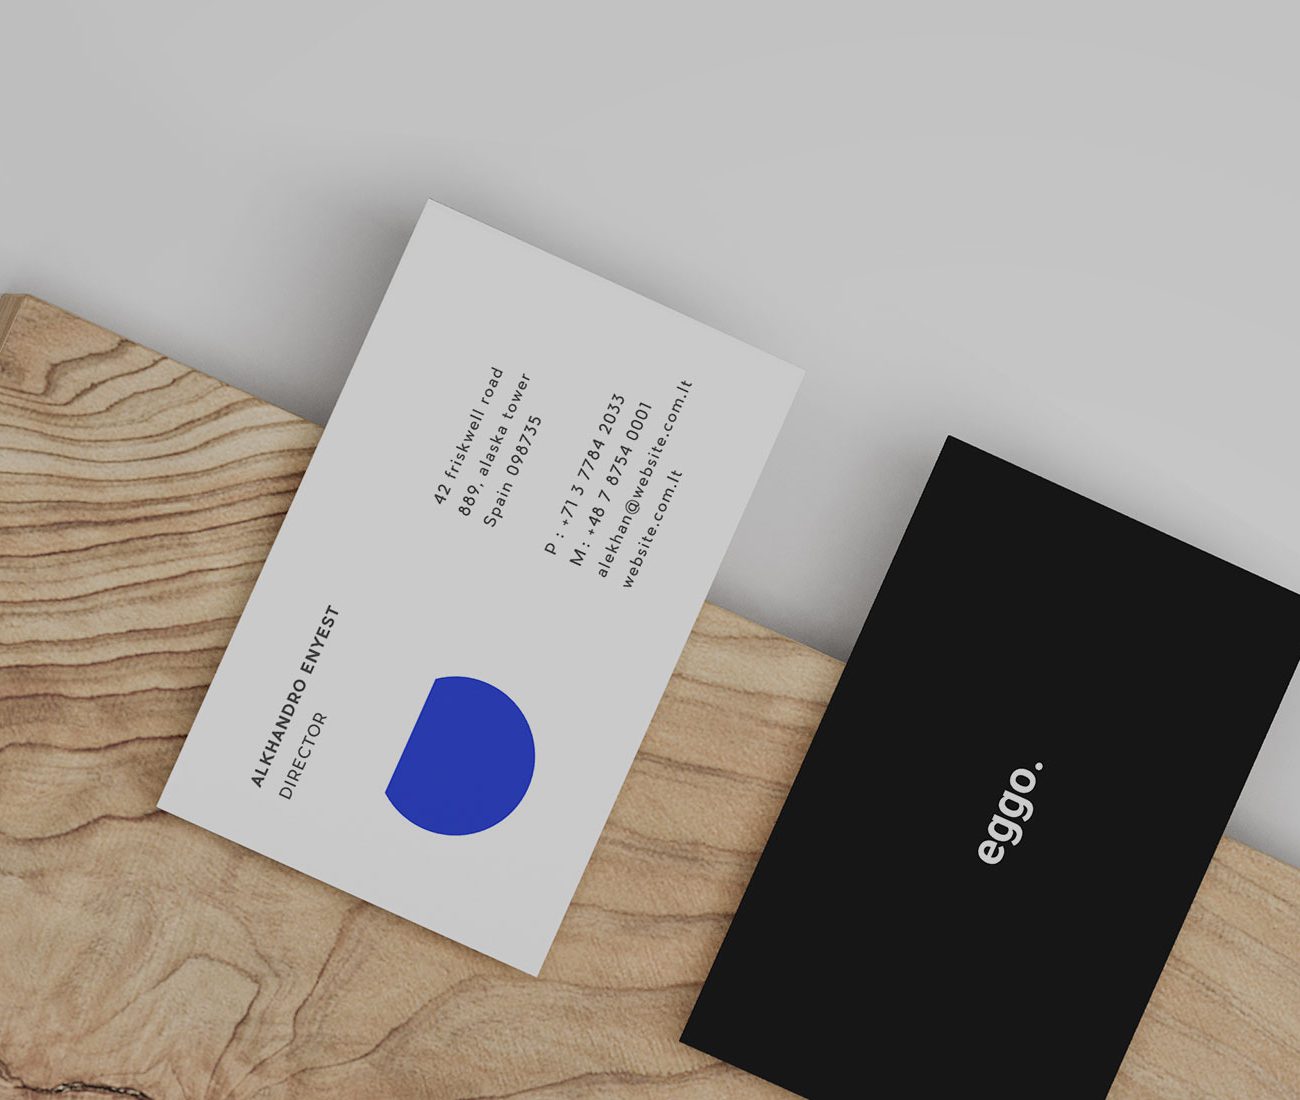 ALKHANDRO ENYEST
DIRECTOR
42 friskwell road
889, alaska tower
Spain 098735
P : +71 3 7784 2033
M : +48 7 8754 0001
alekhan@website.com.lt
website.com.lt
eggo.